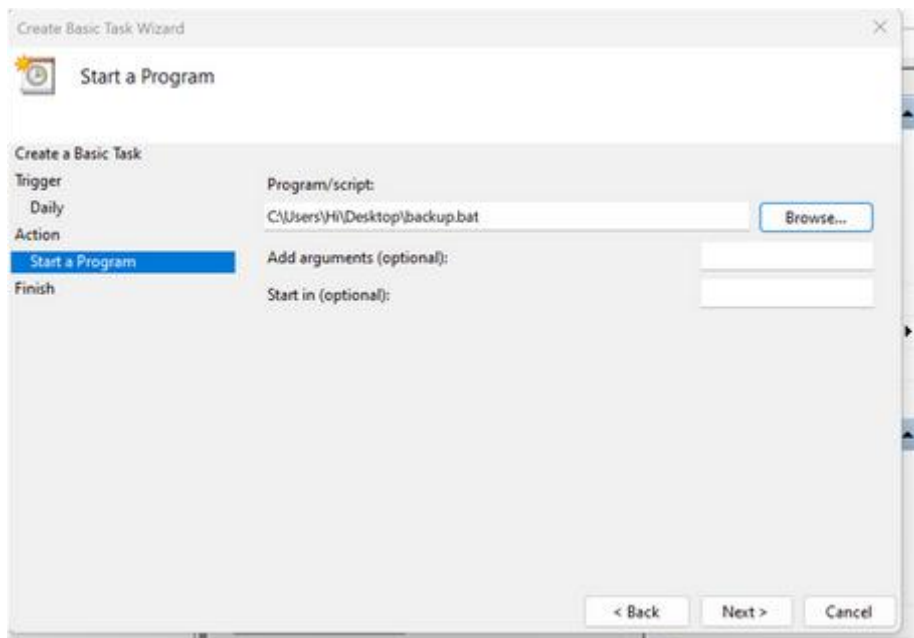 Create Basic Task Wizard
Start a Program
Create a Basic Task
Trigger
Daily
Action
Start a Program
Finish
Program/script:
C:\Users\Hi\Desktop\backup.bat
Browse...
Add arguments (optional):
Start in (optional):
< Back
Next >
Cancel